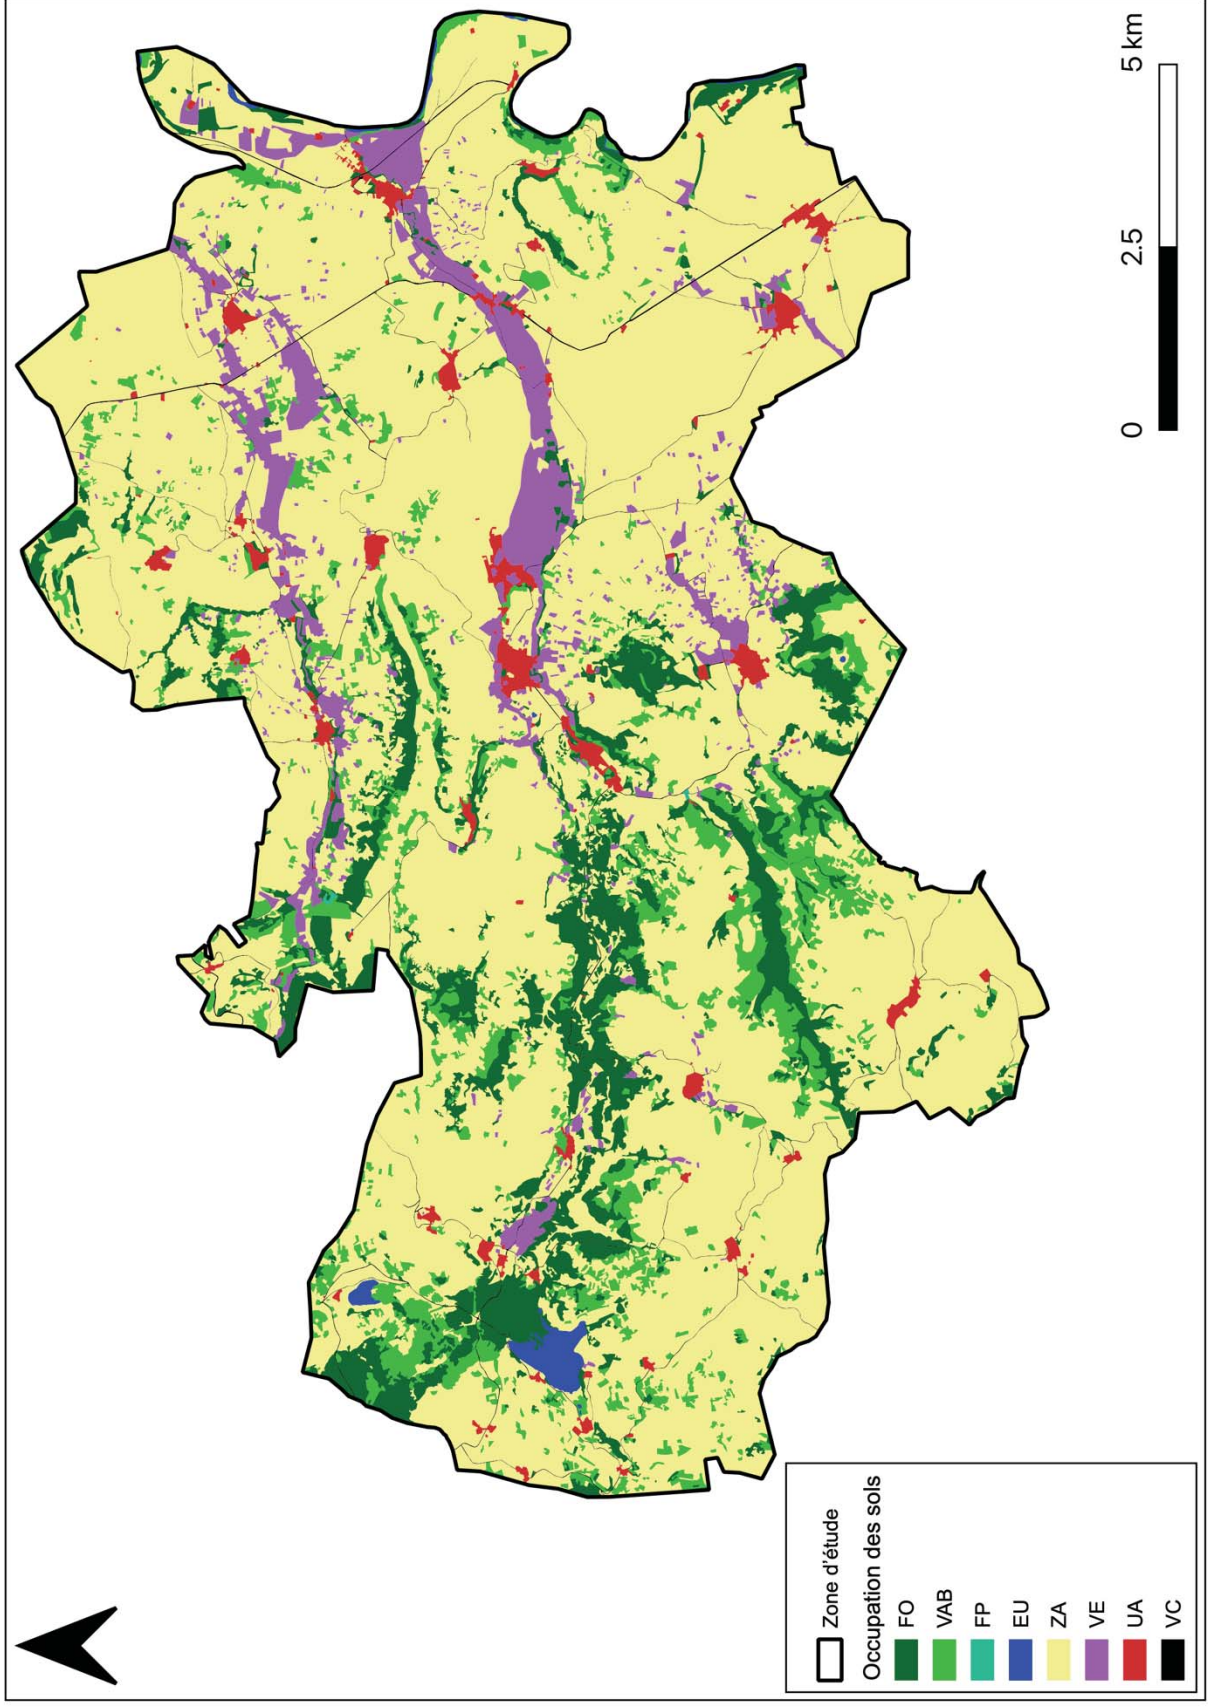 Zone d'étude
Occupation des sols
FO
VAB
FP
EU
ZA
VE
UA
VC
0 2.5 5 km